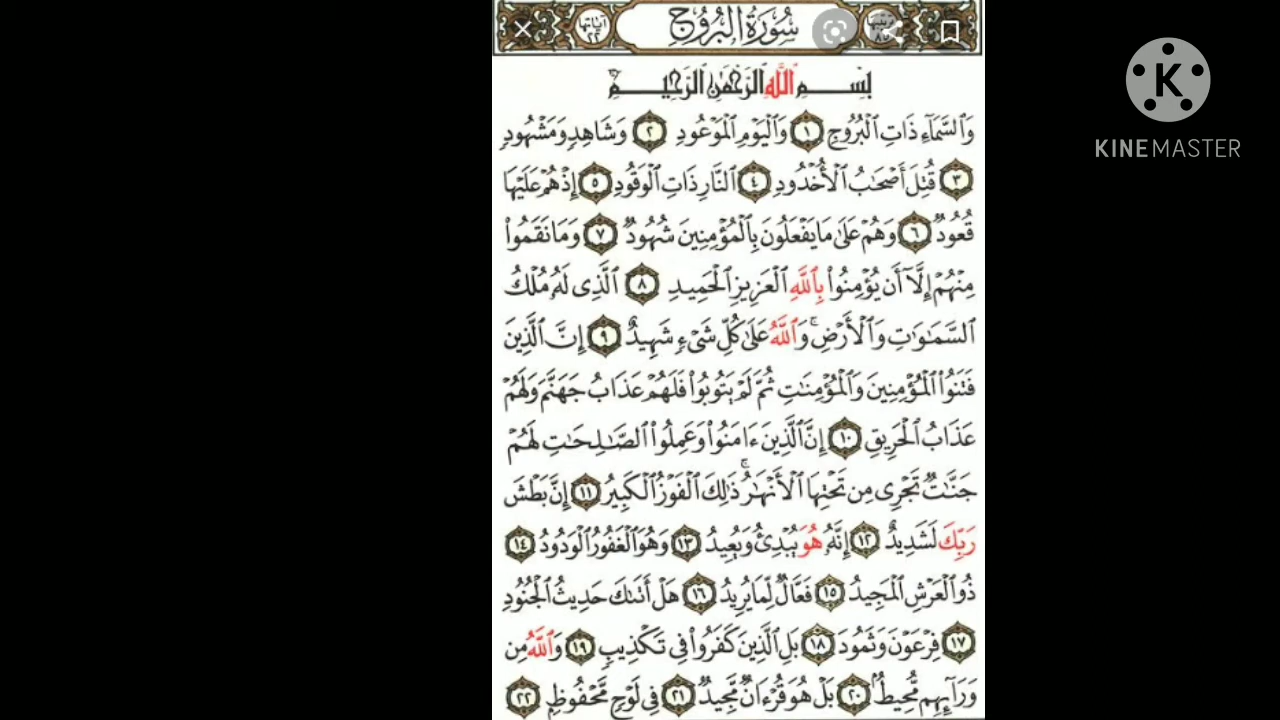 سُورَةُ الْبُرُوجِ
آيَاتُهَا ٢٢
KINEMASTER
بِسْمِ ٱللَّهِ ٱلرَّحْمَٰنِ ٱلرَّحِيمِ
وَٱلسَّمَآءِ ذَاتِ ٱلْبُرُوجِ ١ وَٱلْيَوْمِ ٱلْمَوْعُودِ ٢ وَشَاهِدٍ وَمَشْهُودٍ
٣ قُتِلَ أَصْحَٰبُ ٱلْأُخْدُودِ ٤ ٱلنَّارِ ذَاتِ ٱلْوَقُودِ ٥ إِذْ هُمْ عَلَيْهَا
قُعُودٌ ٦ وَهُمْ عَلَىٰ مَا يَفْعَلُونَ بِٱلْمُؤْمِنِينَ شُهُودٌ ٧ وَمَا نَقَمُوا۟
مِنْهُمْ إِلَّآ أَن يُؤْمِنُوا۟ بِٱللَّهِ ٱلْعَزِيزِ ٱلْحَمِيدِ ٨ ٱلَّذِى لَهُۥ مُلْكُ
ٱلسَّمَٰوَٰتِ وَٱلْأَرْضِ ۚ وَٱللَّهُ عَلَىٰ كُلِّ شَىْءٍ شَهِيدٌ ٩ إِنَّ ٱلَّذِينَ
فَتَنُوا۟ ٱلْمُؤْمِنِينَ وَٱلْمُؤْمِنَٰتِ ثُمَّ لَمْ يَتُوبُوا۟ فَلَهُمْ عَذَابُ جَهَنَّمَ وَلَهُمْ
عَذَابُ ٱلْحَرِيقِ ١٠ إِنَّ ٱلَّذِينَ ءَامَنُوا۟ وَعَمِلُوا۟ ٱلصَّٰلِحَٰتِ لَهُمْ
جَنَّٰتٌ تَجْرِى مِن تَحْتِهَا ٱلْأَنْهَٰرُ ۚ ذَٰلِكَ ٱلْفَوْزُ ٱلْكَبِيرُ ١١ إِنَّ بَطْشَ
رَبِّكَ لَشَدِيدٌ ١٢ إِنَّهُۥ هُوَ يُبْدِئُ وَيُعِيدُ ١٣ وَهُوَ ٱلْغَفُورُ ٱلْوَدُودُ ١٤
ذُو ٱلْعَرْشِ ٱلْمَجِيدُ ١٥ فَعَّالٌ لِّمَا يُرِيدُ ١٦ هَلْ أَتَىٰكَ حَدِيثُ ٱلْجُنُودِ
١٧ فِرْعَوْنَ وَثَمُودَ ١٨ بَلِ ٱلَّذِينَ كَفَرُوا۟ فِى تَكْذِيبٍ ١٩ وَٱللَّهُ مِن
وَرَآئِهِم مُّحِيطٌۢ ٢٠ بَلْ هُوَ قُرْءَانٌ مَّجِيدٌ ٢١ فِى لَوْحٍ مَّحْفُوظٍۭ ٢٢